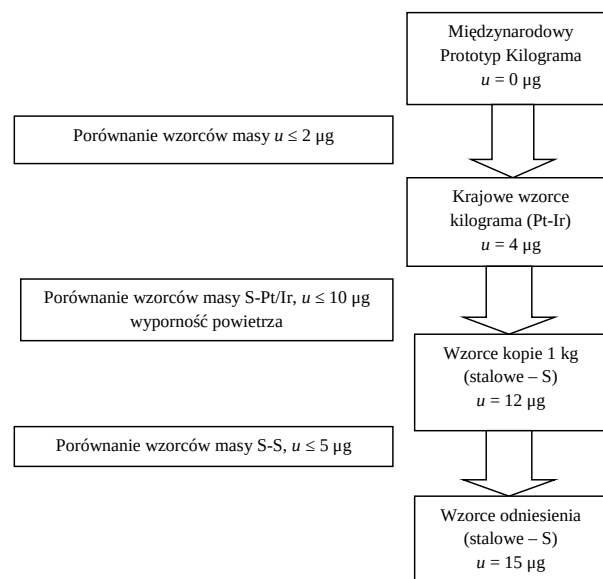 Międzynarodowy
Prototyp Kilograma
u = 0 μg
Porównanie wzorców masy u ≤ 2 μg
Krajowe wzorce
kilograma (Pt-Ir)
u = 4 μg
Porównanie wzorców masy S-Pt/Ir, u ≤ 10 μg
wyporność powietrza
Wzorce kopie 1 kg
(stalowe – S)
u = 12 μg
Porównanie wzorców masy S-S, u ≤ 5 μg
Wzorce odniesienia
(stalowe – S)
u = 15 μg